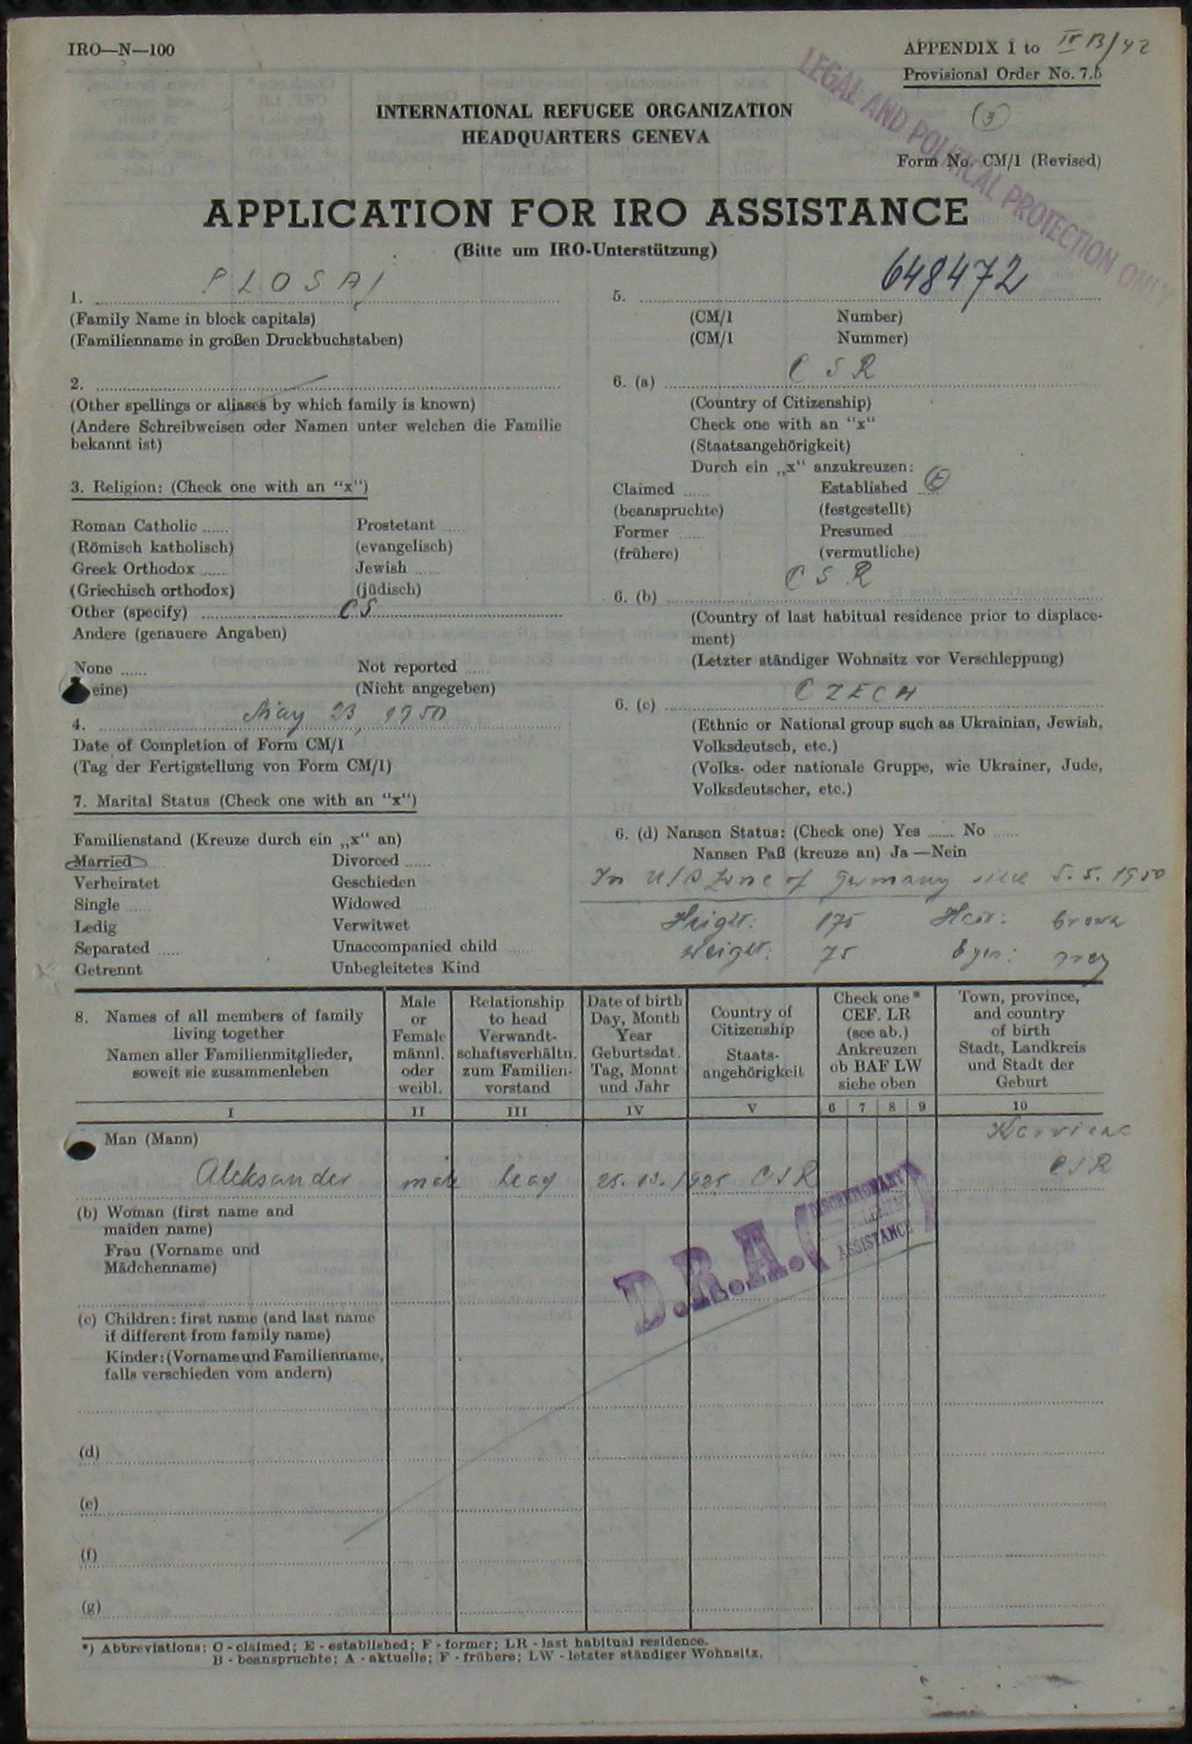 IRO—N—100
APPENDIX 1 to IV B/42
Provisional Order No. 7.5
LEGAL AND POLITICAL PROTECTION ONLY
(3)
INTERNATIONAL REFUGEE ORGANIZATION
HEADQUARTERS GENEVA
Form No. CM/1 (Revised)
APPLICATION FOR IRO ASSISTANCE
(Bitte um IRO-Unterstützung)
1. PLOSAJ
(Family Name in block capitals)
(Familienname in großen Druckbuchstaben)
5. 648472
(CM/1 Number)
(CM/1 Nummer)
2.
(Other spellings or aliases by which family is known)
(Andere Schreibweisen oder Namen unter welchen die Familie
bekannt ist)
6. (a) CSR
(Country of Citizenship)
Check one with an “x“
(Staatsangehörigkeit)
Durch ein „x“ anzukreuzen:
Claimed ...... Established (E)
(beanspruchte) (festgestellt)
Former ...... Presumed
(frühere) (vermutliche)
3. Religion: (Check one with an “x“)
Roman Catholic ...... Prostetant ......
(Römisch katholisch) (evangelisch)
Greek Orthodox ...... Jewish ......
(Griechisch orthodox) (jüdisch)
Other (specify) CS
Andere (genauere Angaben)
None ...... Not reported ......
eine) (Nicht angegeben)
6. (b) CSR
(Country of last habitual residence prior to displace-
ment)
(Letzter ständiger Wohnsitz vor Verschleppung)
6. (c) CZECH
(Ethnic or National group such as Ukrainian, Jewish,
Volksdeutsch, etc.)
(Volks- oder nationale Gruppe, wie Ukrainer, Jude,
Volksdeutscher, etc.)
4. May 23, 1950
Date of Completion of Form CM/1
(Tag der Fertigstellung von Form CM/1)
7. Marital Status (Check one with an “x“)
Familienstand (Kreuze durch ein „x“ an)
Married Divorced ......
Verheiratet Geschieden
Single ...... Widowed
Ledig Verwitwet
Separated ...... Unaccompanied child ......
Getrennt Unbegleitetes Kind
6. (d) Nansen Status: (Check one) Yes ...... No ......
Nansen Paß (kreuze an) Ja —Nein
In US Zone of Germany since 5.5.1950
Height: 175 Hair: brown
Weight: 75 Eyes: grey
8. Names of all members of family
living together
Namen aller Familienmitglieder,
soweit sie zusammenleben
Male
or
Female
männl.
oder
weibl.
Relationship
to head
Verwandt-
schaftsverhältn.
zum Familien-
vorstand
Date of birth
Day, Month
Year
Geburtsdat.
Tag, Monat
und Jahr
Country of
Citizenship
Staats-
angehörigkeit
Check one*
CEF. LR
(see ab.)
Ankreuzen
ob BAF LW
siehe oben
Town, province,
and country
of birth
Stadt, Landkreis
und Stadt der
Geburt
I II III IV V 6 7 8 9 10
Man (Mann)
Aleksander male head 1925 CSR CSR
D.R.A. (DISCRETIONARY
ASSISTANCE)
(b) Woman (first name and
maiden name)
Frau (Vorname und
Mädchenname)
(c) Children: first name (and last name
if different from family name)
Kinder: (Vorname und Familienname,
falls verschieden vom andern)
(d)
(e)
(f)
(g)
*) Abbreviations: C - claimed; E - established; F - former; LR - last habitual residence.
B - beanspruchte; A - aktuelle; F - frühere; LW - letzter ständiger Wohnsitz.